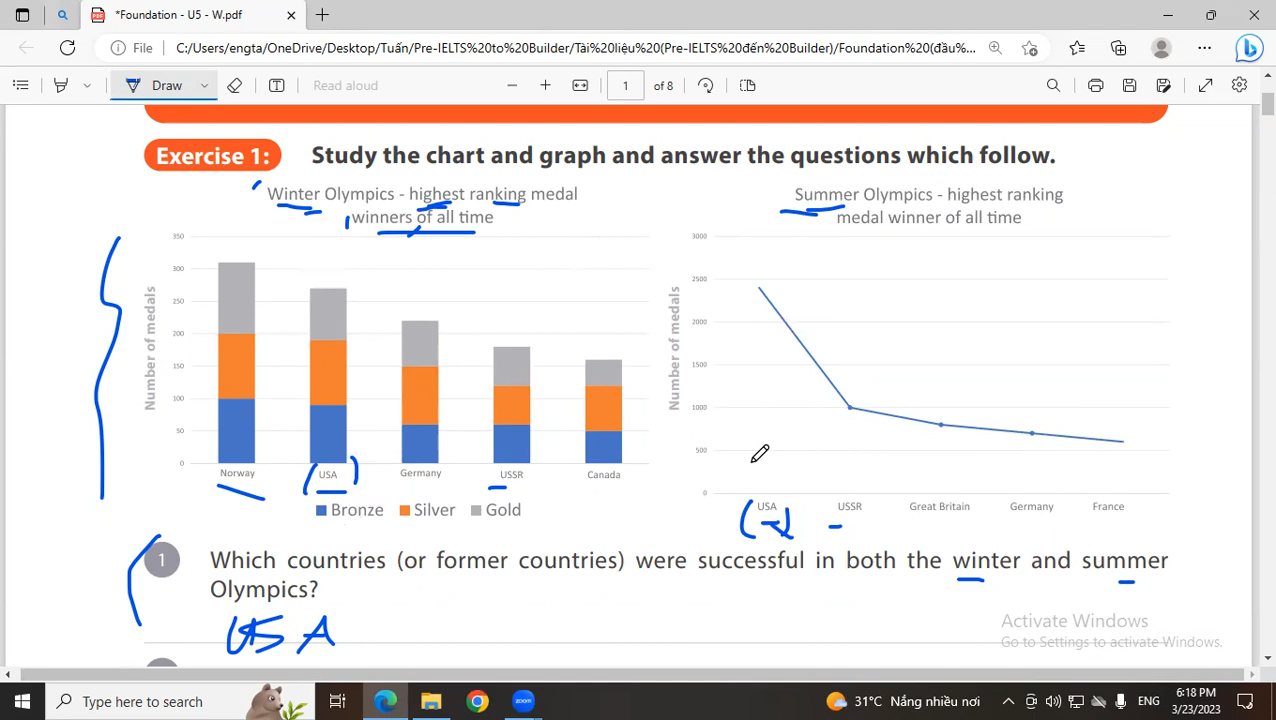 *Foundation - U5 - W.pdf
File
C:/Users/engta/OneDrive/Desktop/Tuấn/Pre-IELTS%20to%20Builder/Tài%20liệu%20(Pre-IELTS%20đến%20Builder)/Foundation%20(đầu%...
Draw
Read aloud
1
of 8
Exercise 1:
Study the chart and graph and answer the questions which follow.
Winter Olympics - highest ranking medal
winners of all time
Summer Olympics - highest ranking
medal winner of all time
350
300
250
200
150
100
50
0
Number of medals
Norway
USA
Germany
USSR
Canada
Bronze
Silver
Gold
3000
2500
2000
1500
1000
500
0
Number of medals
USA
USSR
Great Britain
Germany
France
1
Which countries (or former countries) were successful in both the winter and summer
Olympics?
USA
Activate Windows
Go to Settings to activate Windows.
Type here to search
31°C Nắng nhiều nơi
ENG
6:18 PM
3/23/2023